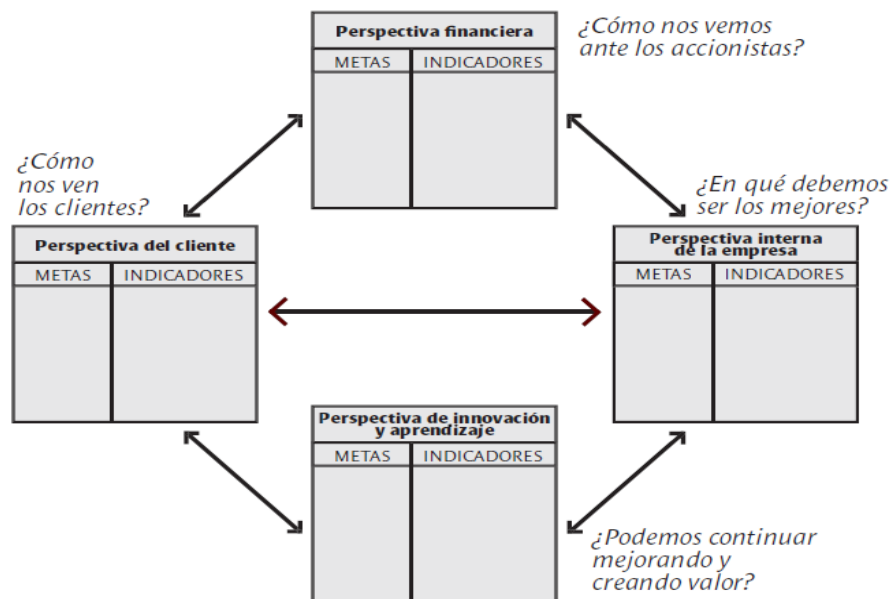 Perspectiva financiera
METAS INDICADORES
¿Cómo nos vemos
ante los accionistas?
¿Cómo
nos ven
los clientes?
Perspectiva del cliente
METAS INDICADORES
¿En qué debemos
ser los mejores?
Perspectiva interna
de la empresa
METAS INDICADORES
Perspectiva de innovación
y aprendizaje
METAS INDICADORES
¿Podemos continuar
mejorando y
creando valor?